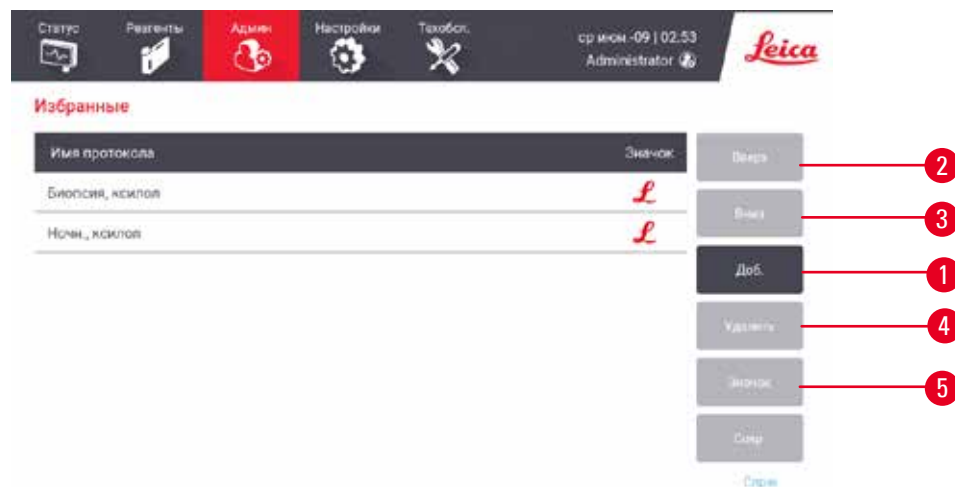 Статус Реагенты Админ Настройки Техобсл.
ср июн.-09 | 02:53
Administrator
Leica
Избранные
Имя протокола Значок
Биопсия, ксилол
Ночн., ксилол
Вверх
2
Вниз
3
Доб.
1
Удалить
4
Значок
5
Сохр
Справ